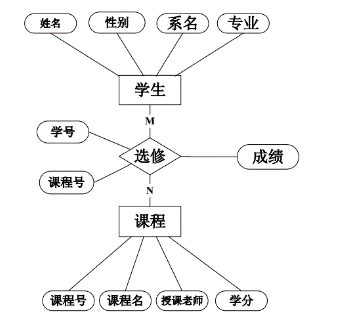 姓名 性别 系名 专业
学生
M
学号
选修 成绩
课程号
N
课程
课程号 课程名 授课老师 学分